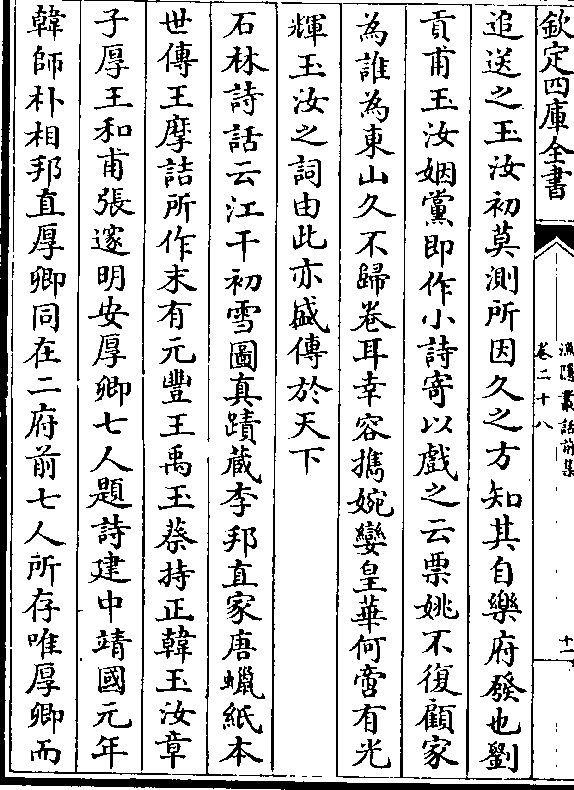 欽定四庫全書
漁隱叢話前集
卷二十八
十一
追送之玉汝初莫測所因久之方知其自樂府發也劉
貢甫玉汝姻黨即作小詩寄以戲之云票姚不復顧家
為誰為東山久不歸卷耳幸容攜婉孌皇華何啻有光
輝玉汝之詞由此亦盛傳於天下
石林詩話云江干初雪圖真蹟藏李邦直家唐蠟紙本
世傳王摩詰所作末有元豐王禹玉蔡持正韓玉汝章
子厚王和甫張邃明安厚卿七人題詩建中靖國元年
韓師朴相邦直厚卿同在二府前七人所存唯厚卿而